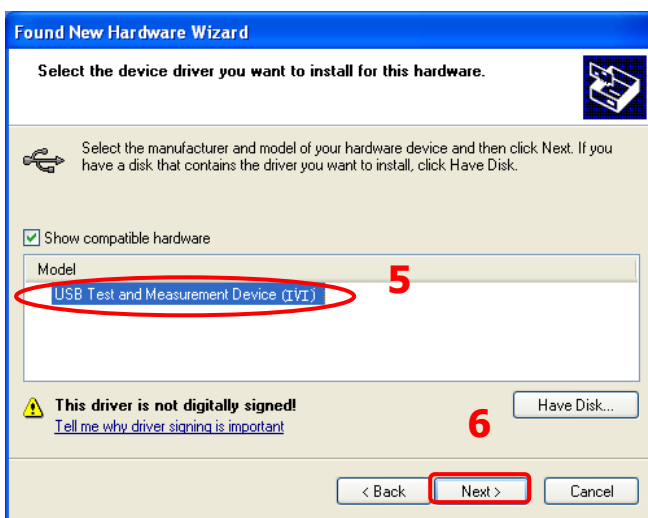 Found New Hardware Wizard
Select the device driver you want to install for this hardware.
Select the manufacturer and model of your hardware device and then click Next. If you
have a disk that contains the driver you want to install, click Have Disk.
Show compatible hardware
Model
USB Test and Measurement Device (IVI)
5
This driver is not digitally signed!
Have Disk...
Tell me why driver signing is important
6
< Back
Next >
Cancel